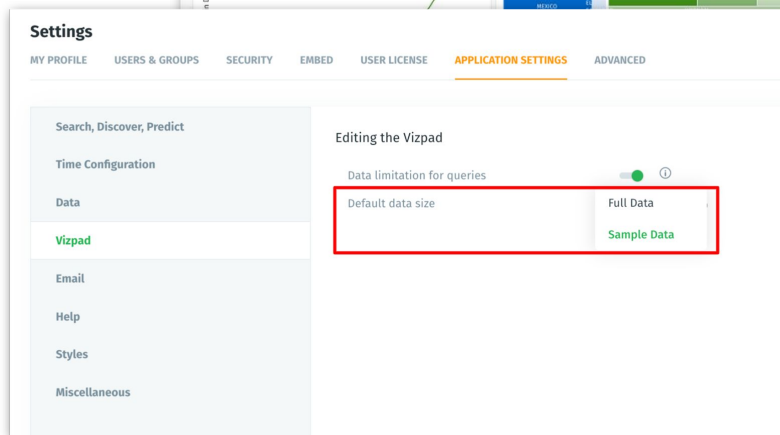 MEXICO
Settings
MY PROFILE USERS & GROUPS SECURITY EMBED USER LICENSE APPLICATION SETTINGS ADVANCED
Search, Discover, Predict
Time Configuration
Data
Vizpad
Email
Help
Styles
Miscellaneous
Editing the Vizpad
Data limitation for queries
Default data size
Full Data
Sample Data